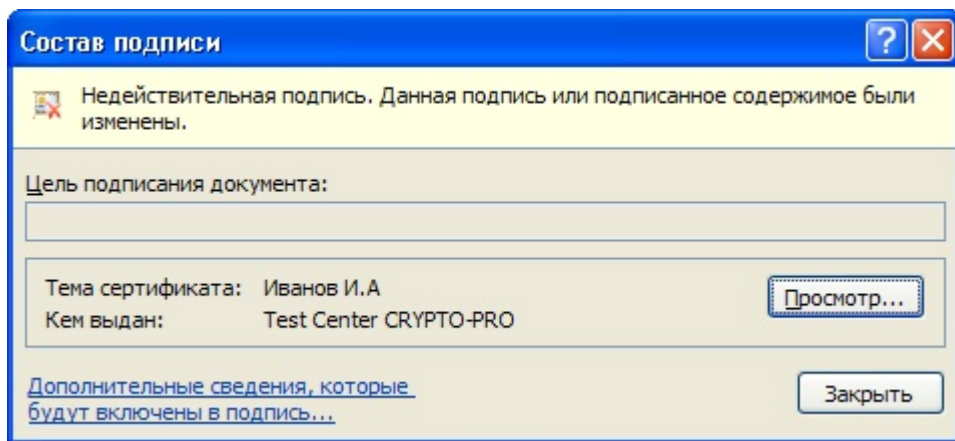 Состав подписи
Недействительная подпись. Данная подпись или подписанное содержимое были
изменены.
Цель подписания документа:
Тема сертификата: Иванов И.А
Просмотр...
Кем выдан: Test Center CRYPTO-PRO
Дополнительные сведения, которые
будут включены в подпись...
Закрыть